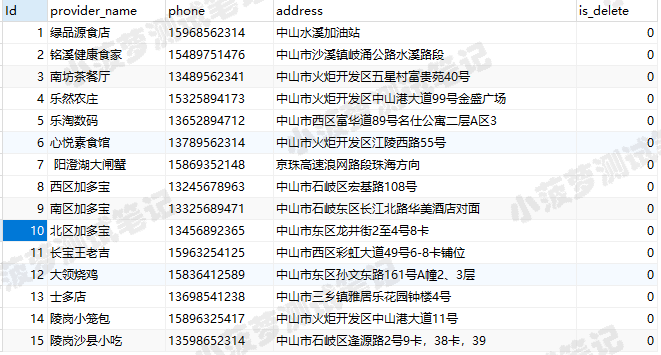 Id provider_name phone address is_delete
1 绿品源食店 15968562314 中山水溪加油站 0
2 铭溪健康食家 15489751476 中山市沙溪镇岐涌公路水溪路段 0
3 南坊茶餐厅 13489562341 中山市火炬开发区五星村富贵苑40号 0
4 乐然农庄 15325894173 中山市火炬开发区中山港大道99号金盛广场 0
5 乐淘数码 13652894712 中山市西区富华道89号名仕公寓二层A区3 0
6 心悦素食馆 13789562314 中山市火炬开发区江陵西路55号 0
7 阳澄湖大闸蟹 15869352148 京珠高速浪网路段珠海方向 0
8 西区加多宝 13245678963 中山市石岐区宏基路108号 0
9 南区加多宝 13325689471 中山市石岐东区长江北路华美酒店对面 0
10 北区加多宝 13456892365 中山市东区龙井街2至4号8卡 0
11 长宝王老吉 15963254125 中山市西区彩虹大道49号6-8卡铺位 0
12 大领烧鸡 15836412589 中山市东区孙文东路161号A幢2、3层 0
13 士多店 13698541238 中山市三乡镇雅居乐花园钟楼4号 0
14 陵岗小笼包 15896325417 中山市火炬开发区中山港大道11号 0
15 陵岗沙县小吃 13598652314 中山市石岐区逢源路2号9卡，38卡，39 0
小菠萝测试笔记